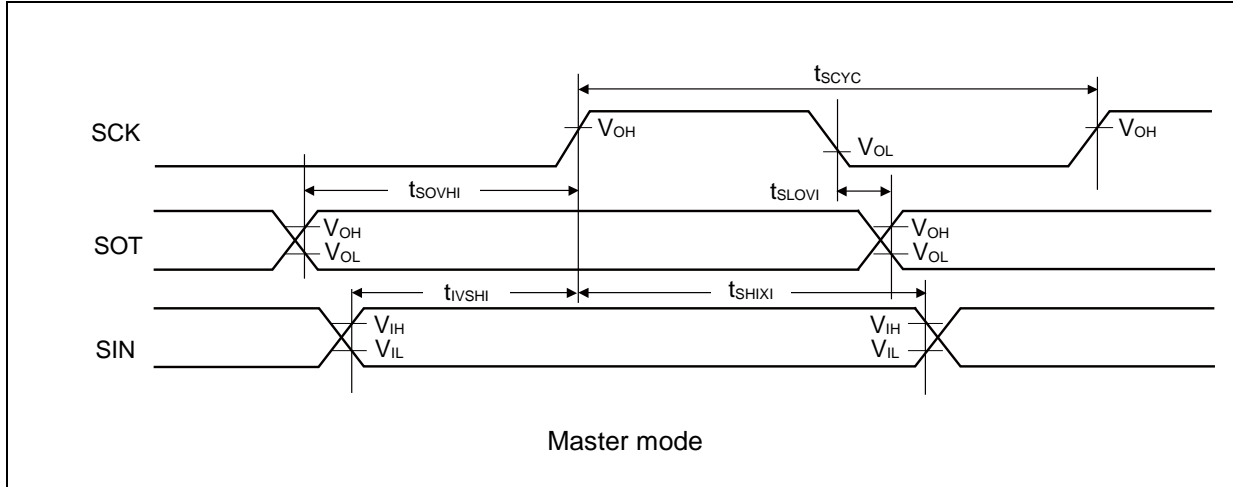 tSCYC
SCK
VOH
VOL
VOH
tSOVHI
tSLOVI
SOT
VOH
VOL
VOH
VOL
tIVSHI
tSHIXI
SIN
VIH
VIL
VIH
VIL
Master mode